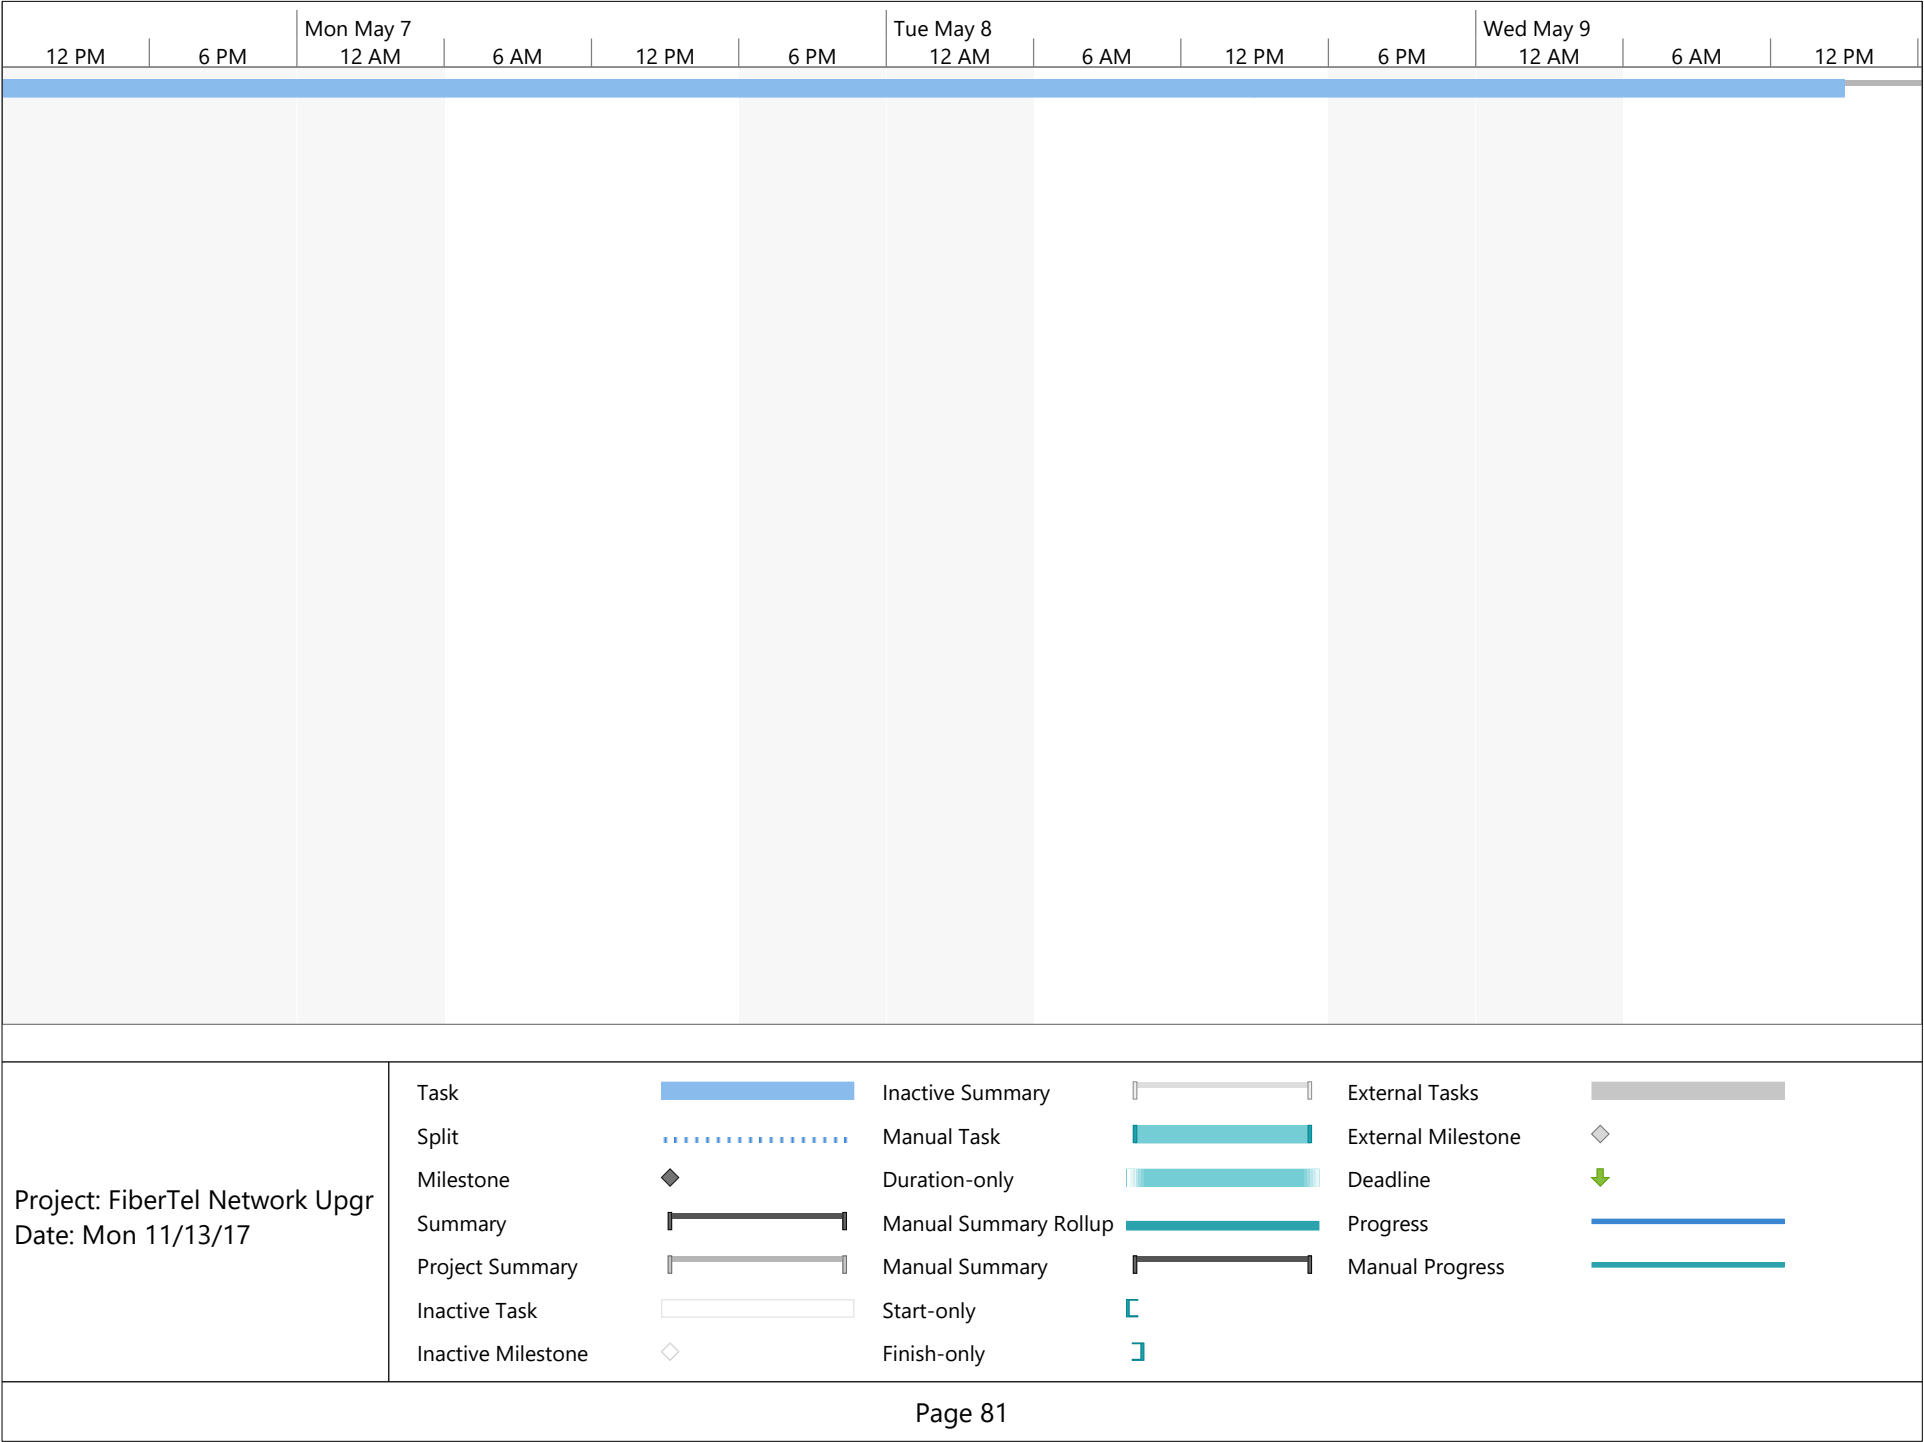 Mon May 7 Tue May 8 Wed May 9
12 PM 6 PM 12 AM 6 AM 12 PM 6 PM 12 AM 6 AM 12 PM 6 PM 12 AM 6 AM 12 PM
Project: FiberTel Network Upgr
Date: Mon 11/13/17
Task
Split
Milestone
Summary
Project Summary
Inactive Task
Inactive Milestone
Inactive Summary
Manual Task
Duration-only
Manual Summary Rollup
Manual Summary
Start-only
Finish-only
External Tasks
External Milestone
Deadline
Progress
Manual Progress
Page 81